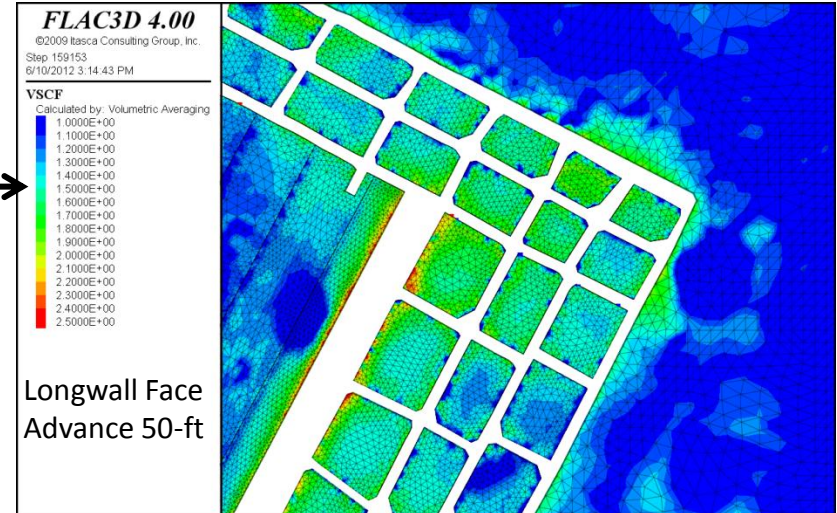 FLAC3D 4.00
©2009 Itasca Consulting Group, Inc.
Step 159153
6/10/2012 3:14:43 PM
VSCF
Calculated by: Volumetric Averaging
1.0000E+00
1.1000E+00
1.2000E+00
1.3000E+00
1.4000E+00
1.5000E+00
1.6000E+00
1.7000E+00
1.8000E+00
1.9000E+00
2.0000E+00
2.1000E+00
2.2000E+00
2.3000E+00
2.4000E+00
2.5000E+00
Longwall Face
Advance 50-ft